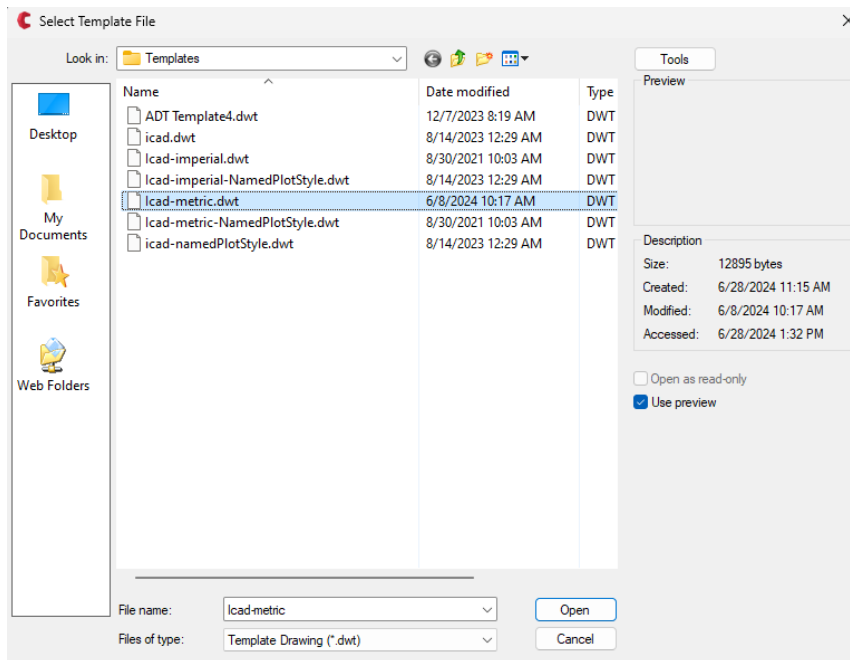 Select Template File
Look in: Templates
Tools
Name Date modified Type
ADT Template4.dwt 12/7/2023 8:19 AM DWT
icad.dwt 8/14/2023 12:29 AM DWT
Icad-imperial.dwt 8/30/2021 10:03 AM DWT
Icad-imperial-NamedPlotStyle.dwt 8/14/2023 12:29 AM DWT
Icad-metric.dwt 6/8/2024 10:17 AM DWT
Icad-metric-NamedPlotStyle.dwt 8/30/2021 10:03 AM DWT
icad-namedPlotStyle.dwt 8/14/2023 12:29 AM DWT
Desktop
My
Documents
Favorites
Web Folders
Preview
Description
Size: 12895 bytes
Created: 6/28/2024 11:15 AM
Modified: 6/8/2024 10:17 AM
Accessed: 6/28/2024 1:32 PM
Open as read-only
Use preview
File name: Icad-metric Open
Files of type: Template Drawing (*.dwt) Cancel